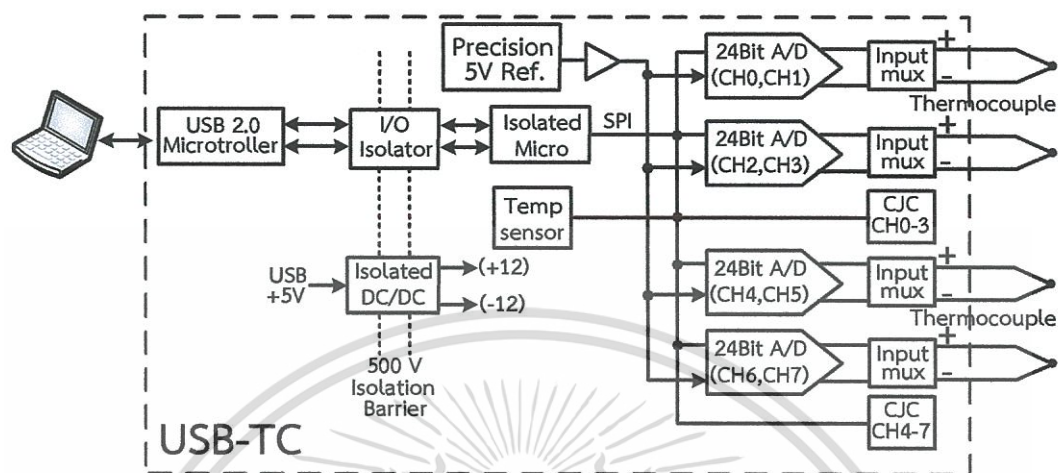 Precision
5V Ref.
24Bit A/D
(CH0,CH1)
Input
mux
+
-
Thermocouple
USB 2.0
Microtroller
I/O
Isolator
Isolated
Micro
SPI
24Bit A/D
(CH2,CH3)
Input
mux
+
-
Temp
sensor
CJC
CH0-3
USB
+5V
Isolated
DC/DC
(+12)
(-12)
24Bit A/D
(CH4,CH5)
Input
mux
+
-
Thermocouple
500 V
Isolation
Barrier
24Bit A/D
(CH6,CH7)
Input
mux
+
-
CJC
CH4-7
USB-TC